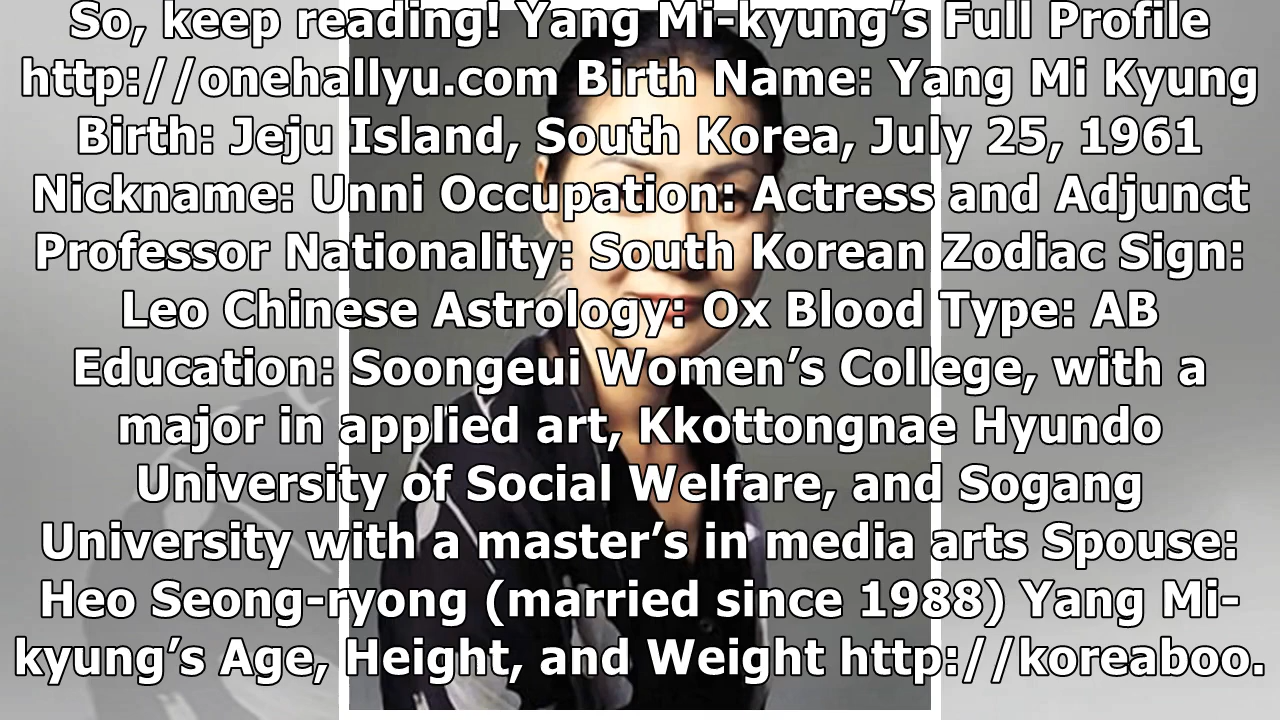 So, keep reading! Yang Mi-kyung’s Full Profile
http://onehallyu.com Birth Name: Yang Mi Kyung
Birth: Jeju Island, South Korea, July 25, 1961
Nickname: Unni Occupation: Actress and Adjunct
Professor Nationality: South Korean Zodiac Sign:
Leo Chinese Astrology: Ox Blood Type: AB
Education: Soongeui Women’s College, with a
major in applied art, Kkottongnae Hyundo
University of Social Welfare, and Sogang
University with a master’s in media arts Spouse:
Heo Seong-ryong (married since 1988) Yang Mi-
kyung’s Age, Height, and Weight http://koreaboo.